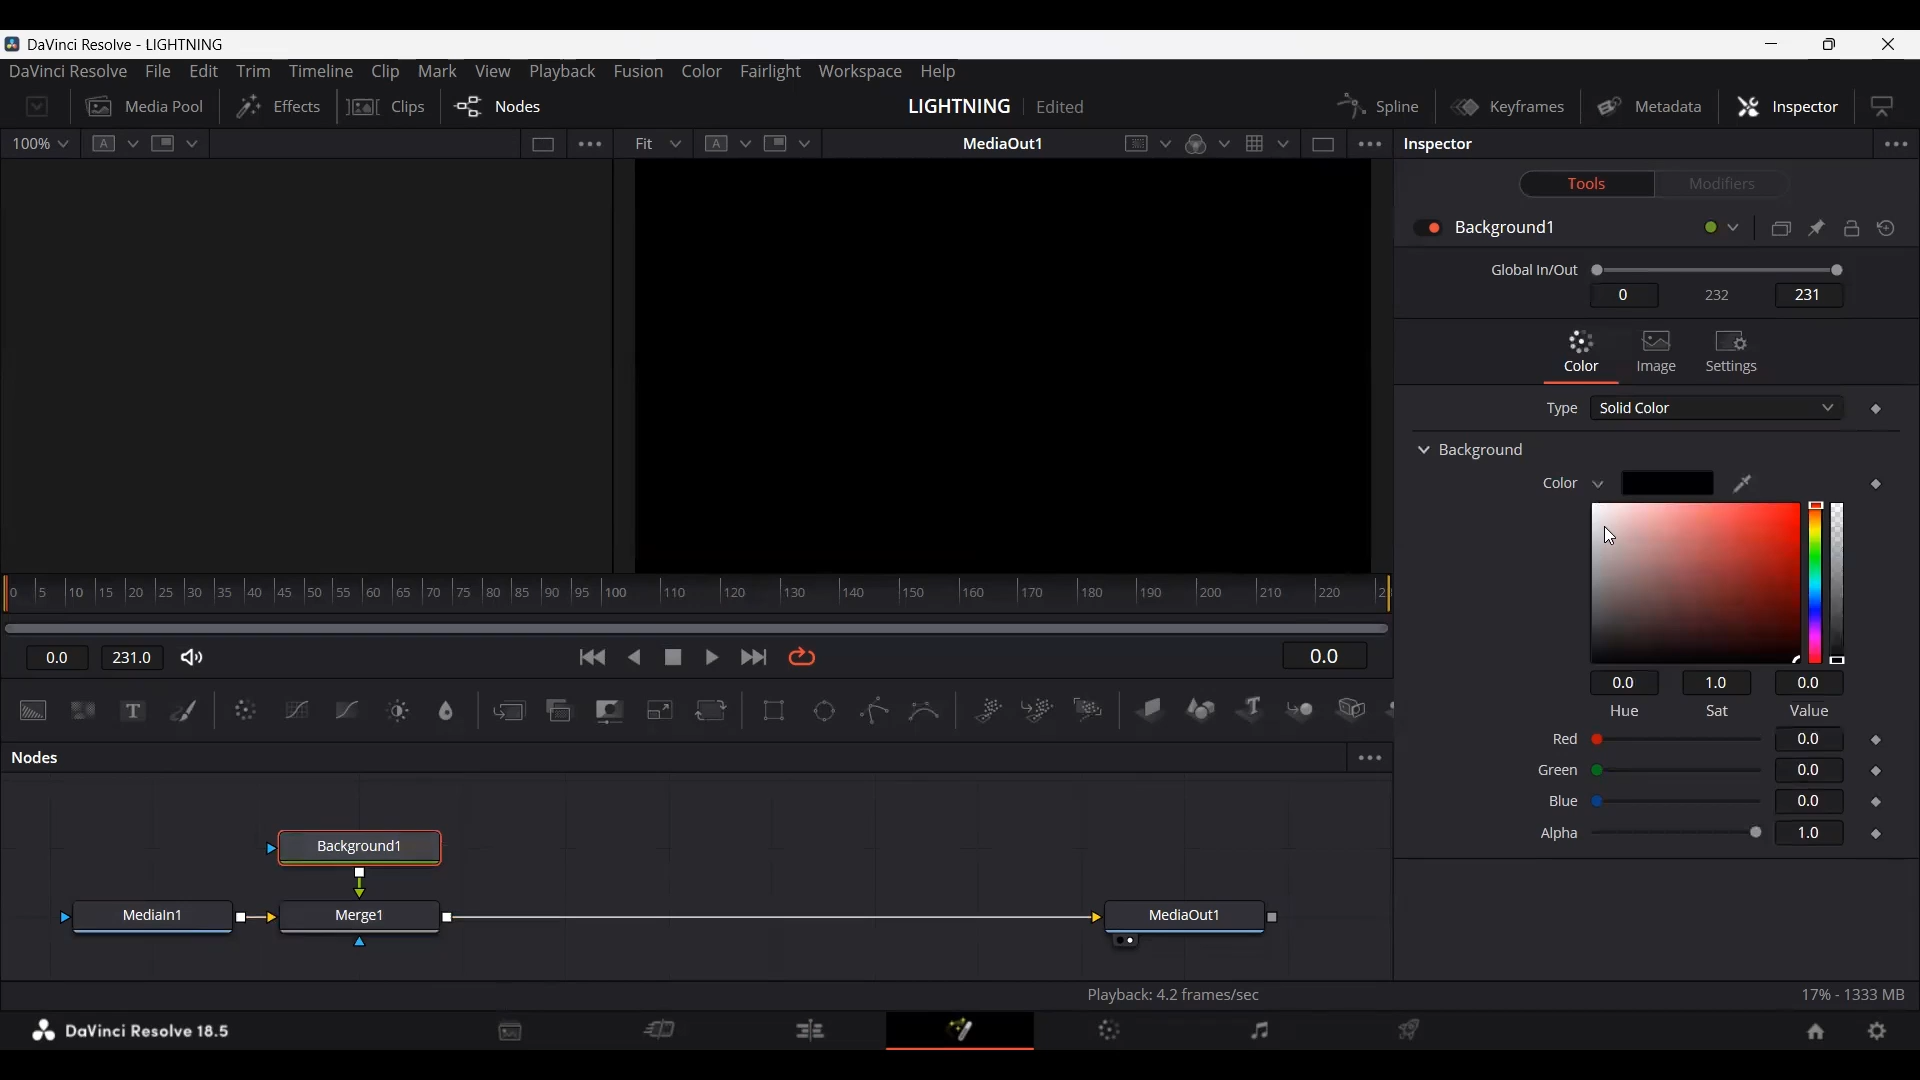 DaVinci Resolve - LIGHTNING
DaVinci Resolve File Edit Trim Timeline Clip Mark View Playback Fusion Color Fairlight Workspace Help
Media Pool Effects Clips Nodes LIGHTNING Edited Spline Keyframes Metadata Inspector
100% A Fit A MediaOut1 Inspector
Tools Modifiers
Background1
Global In/Out
0 232 231
Color Image Settings
Type Solid Color
Background
Color
0 5 10 15 20 25 30 35 40 45 50 55 60 65 70 75 80 85 90 95 100 110 120 130 140 150 160 170 180 190 200 210 220
0.0 231.0 0.0
0.0 1.0 0.0
Hue Sat Value
T
Red 0.0
Green 0.0
Blue 0.0
Alpha 1.0
Nodes
Background1
MediaIn1 Merge1 MediaOut1
Playback: 4.2 frames/sec 17% - 1333 MB
DaVinci Resolve 18.5